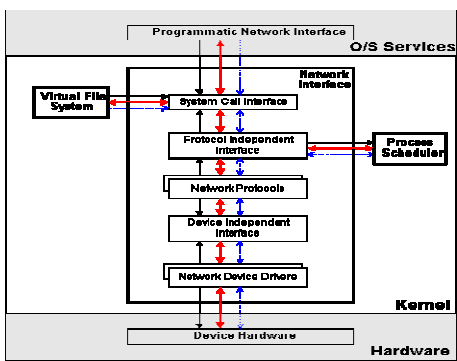 Programmatic Network Interface
O/S Services
Network
Interface
Virtual File
System
System Call Interface
Protocol Independent
Interface
Process
Scheduler
Network Protocols
Device Independent
Interface
Network Device Drivers
Kernel
Device Hardware
Hardware